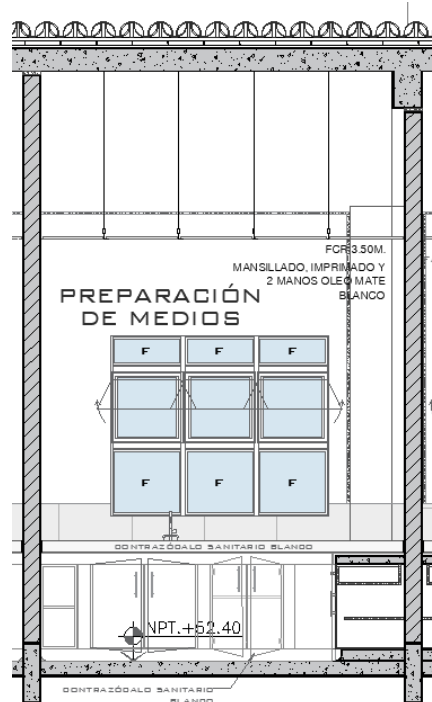 FCR 3.50M.
MANSILLADO, IMPRIMADO Y
2 MANOS OLEO MATE
BLANCO
PREPARACIÓN
DE MEDIOS
F F F
F F F
CONTRAZÓCALO SANITARIO BLANCO
NPT.+52.40
CONTRAZÓCALO SANITARIO
BLANCO